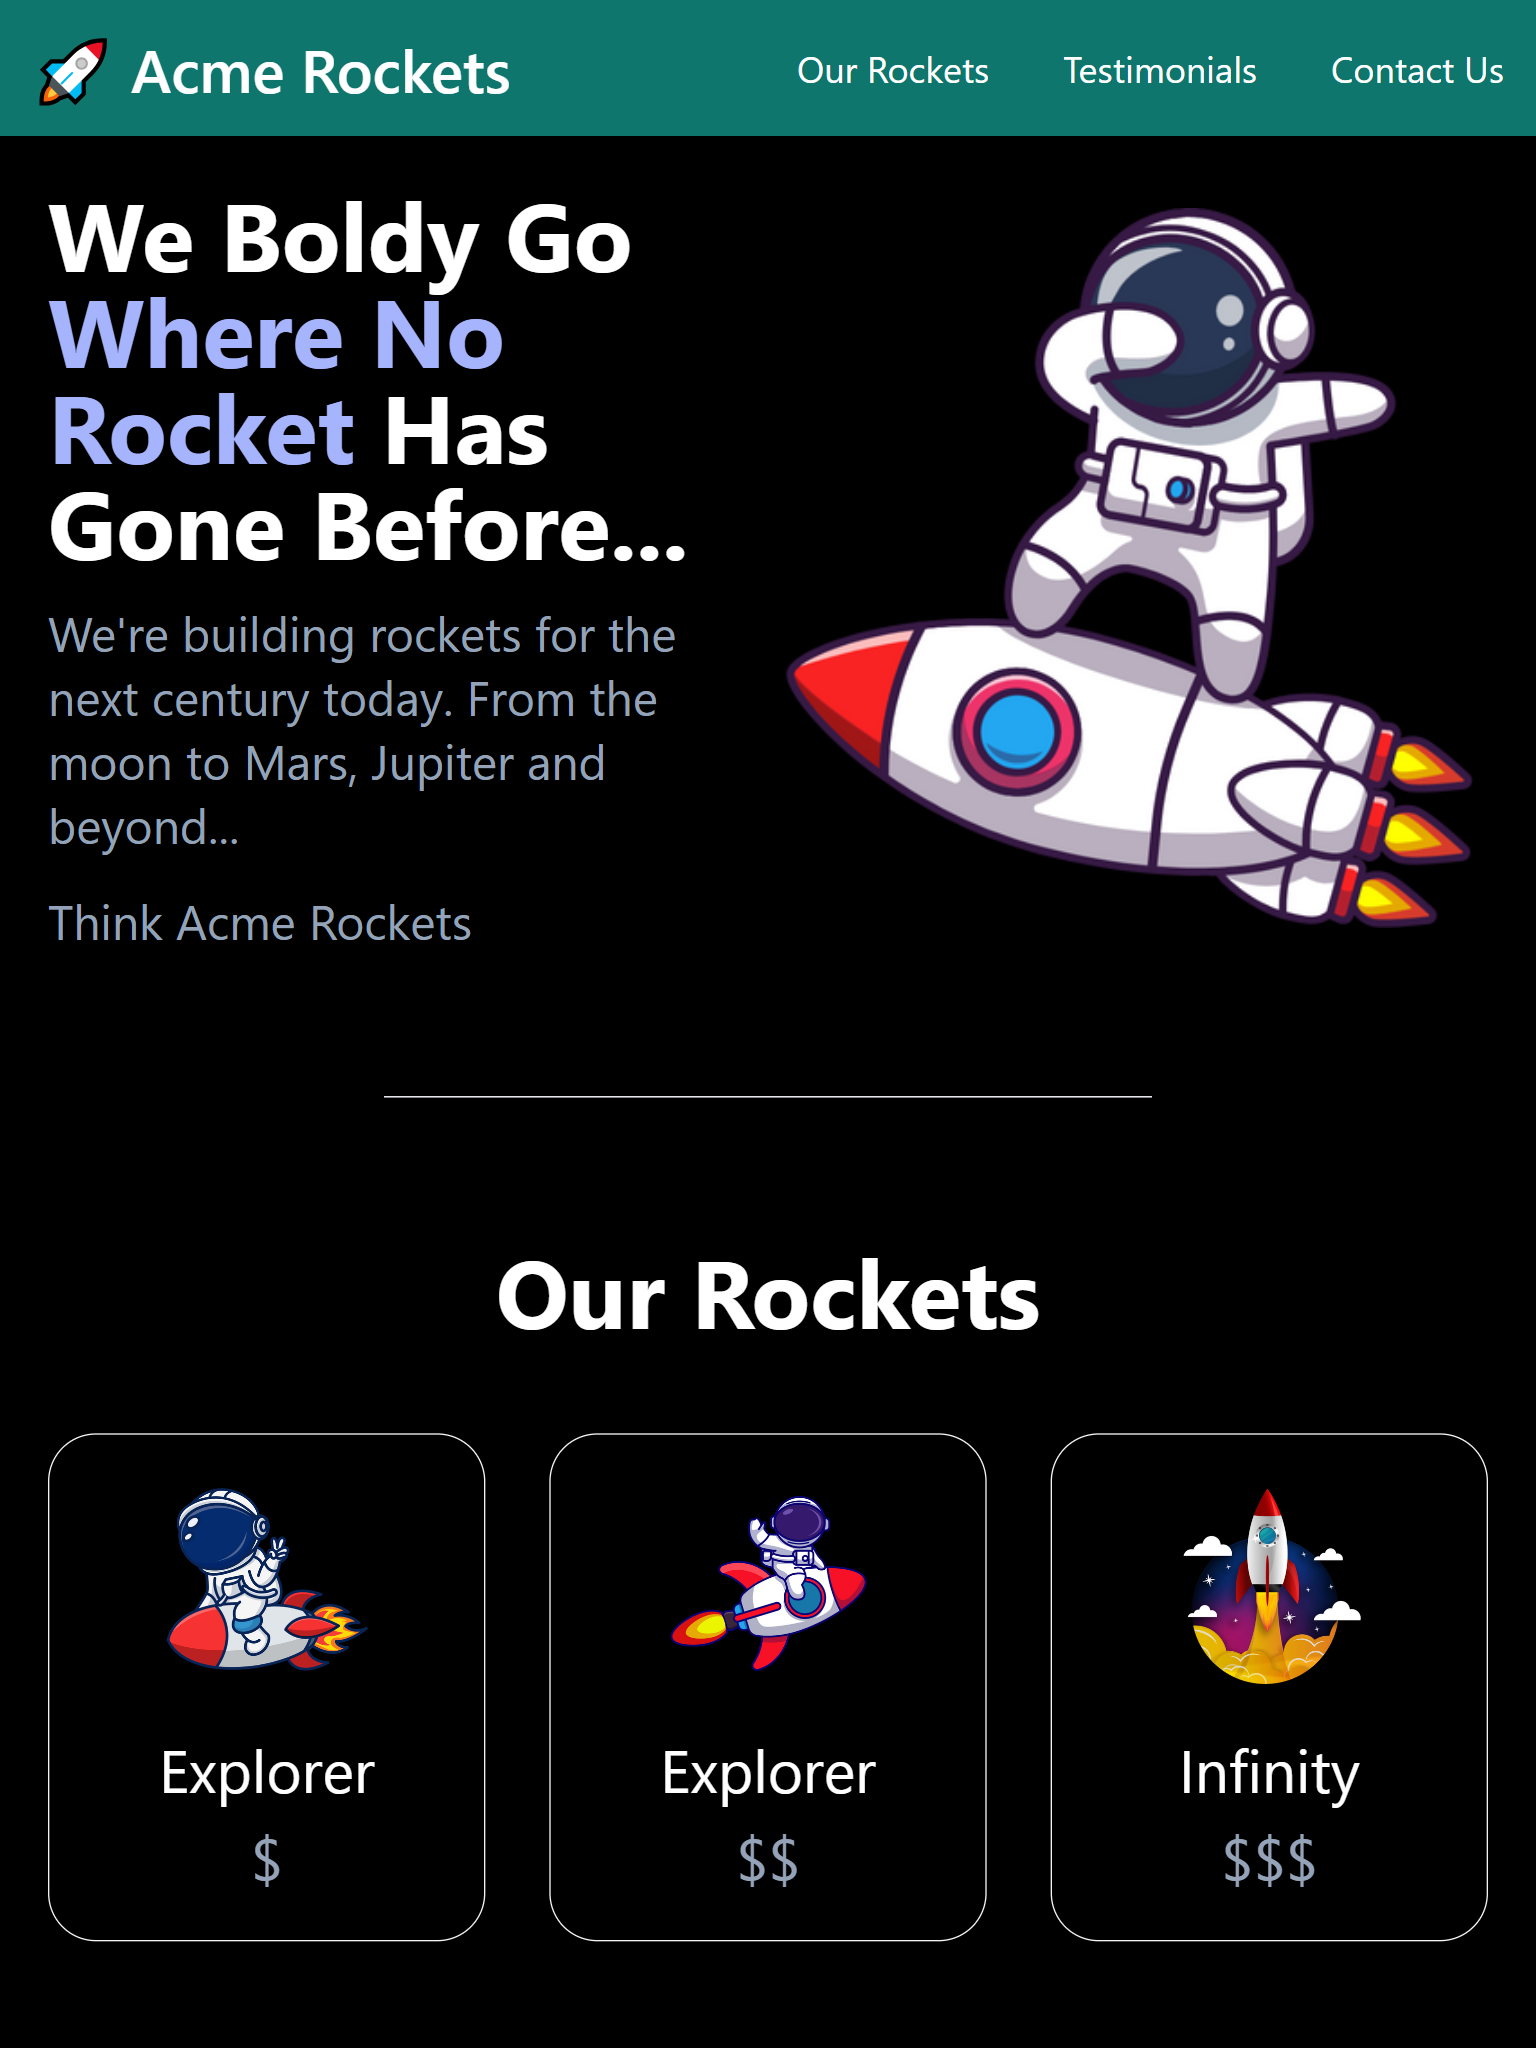 Acme Rockets
Our Rockets
Testimonials
Contact Us
We Boldy Go
Where No
Rocket Has
Gone Before...
We're building rockets for the
next century today. From the
moon to Mars, Jupiter and
beyond...
Think Acme Rockets
Our Rockets
Explorer
$
Explorer
$$
Infinity
$$$